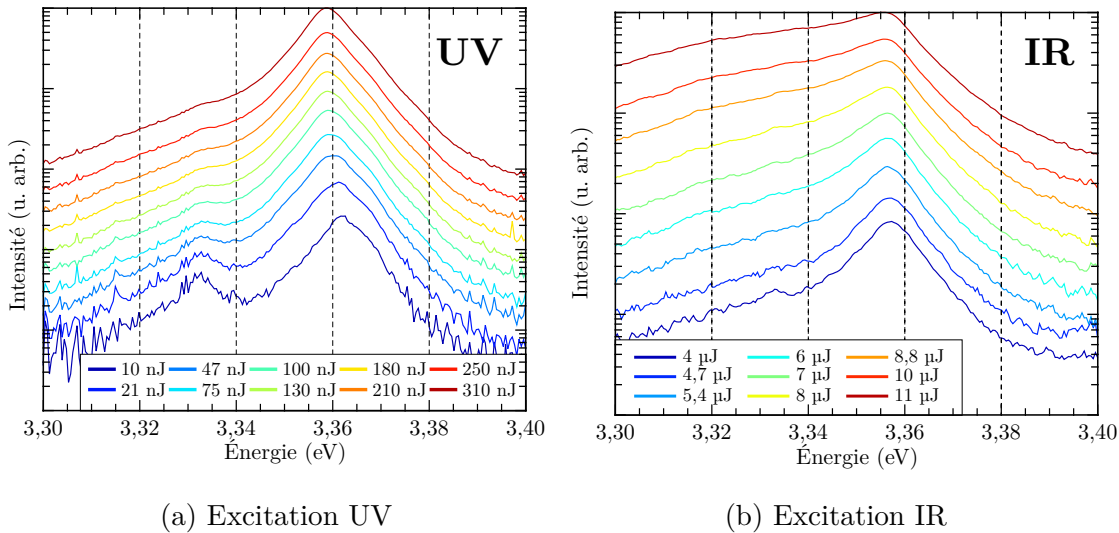 UV
Intensité (u. arb.)
10 nJ 47 nJ 100 nJ 180 nJ 250 nJ
21 nJ 75 nJ 130 nJ 210 nJ 310 nJ
3,30 3,32 3,34 3,36 3,38 3,40
Énergie (eV)
(a) Excitation UV
IR
Intensité (u. arb.)
4 µJ 6 µJ 8,8 µJ
4,7 µJ 7 µJ 10 µJ
5,4 µJ 8 µJ 11 µJ
3,30 3,32 3,34 3,36 3,38 3,40
Énergie (eV)
(b) Excitation IR